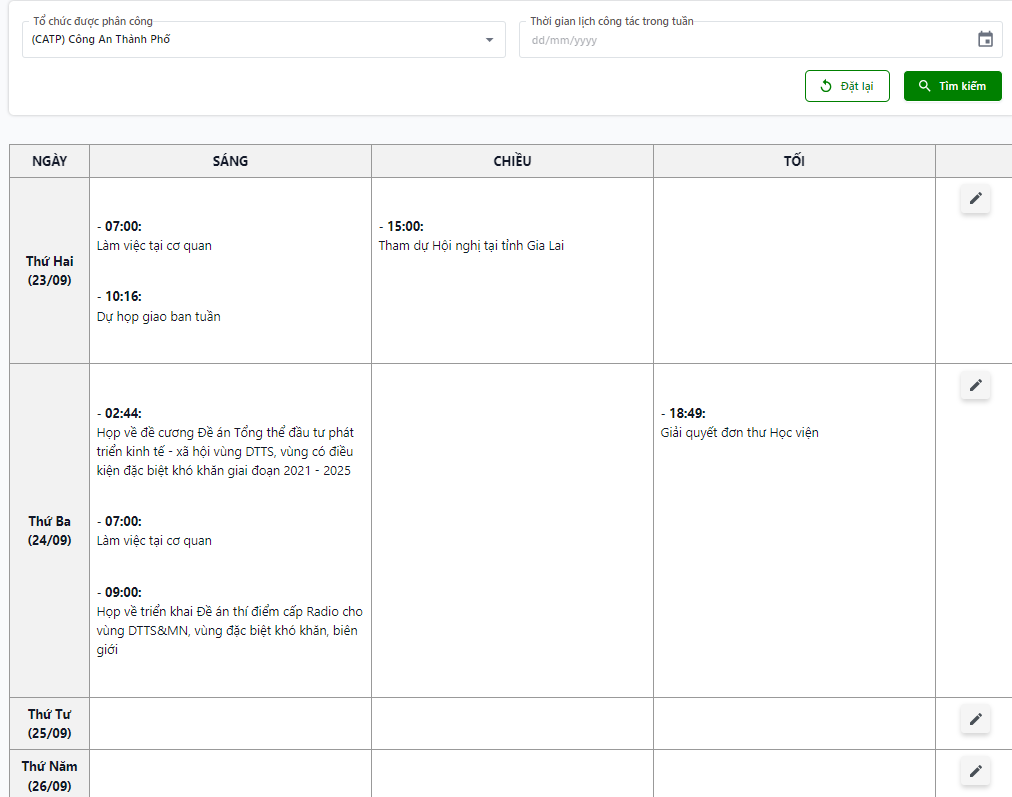 Tổ chức được phân công
(CATP) Công An Thành Phố
Thời gian lịch công tác trong tuần
dd/mm/yyyy
Đặt lại
Tìm kiếm
NGÀY
SÁNG
CHIỀU
TỐI
Thứ Hai
(23/09)
- 07:00:
Làm việc tại cơ quan
- 10:16:
Dự họp giao ban tuần
- 15:00:
Tham dự Hội nghị tại tỉnh Gia Lai
Thứ Ba
(24/09)
- 02:44:
Họp về đề cương Đề án Tổng thể đầu tư phát
triển kinh tế - xã hội vùng DTTS, vùng có điều
kiện đặc biệt khó khăn giai đoạn 2021 - 2025
- 07:00:
Làm việc tại cơ quan
- 09:00:
Họp về triển khai Đề án thí điểm cấp Radio cho
vùng DTTS&MN, vùng đặc biệt khó khăn, biên
giới
- 18:49:
Giải quyết đơn thư Học viện
Thứ Tư
(25/09)
Thứ Năm
(26/09)